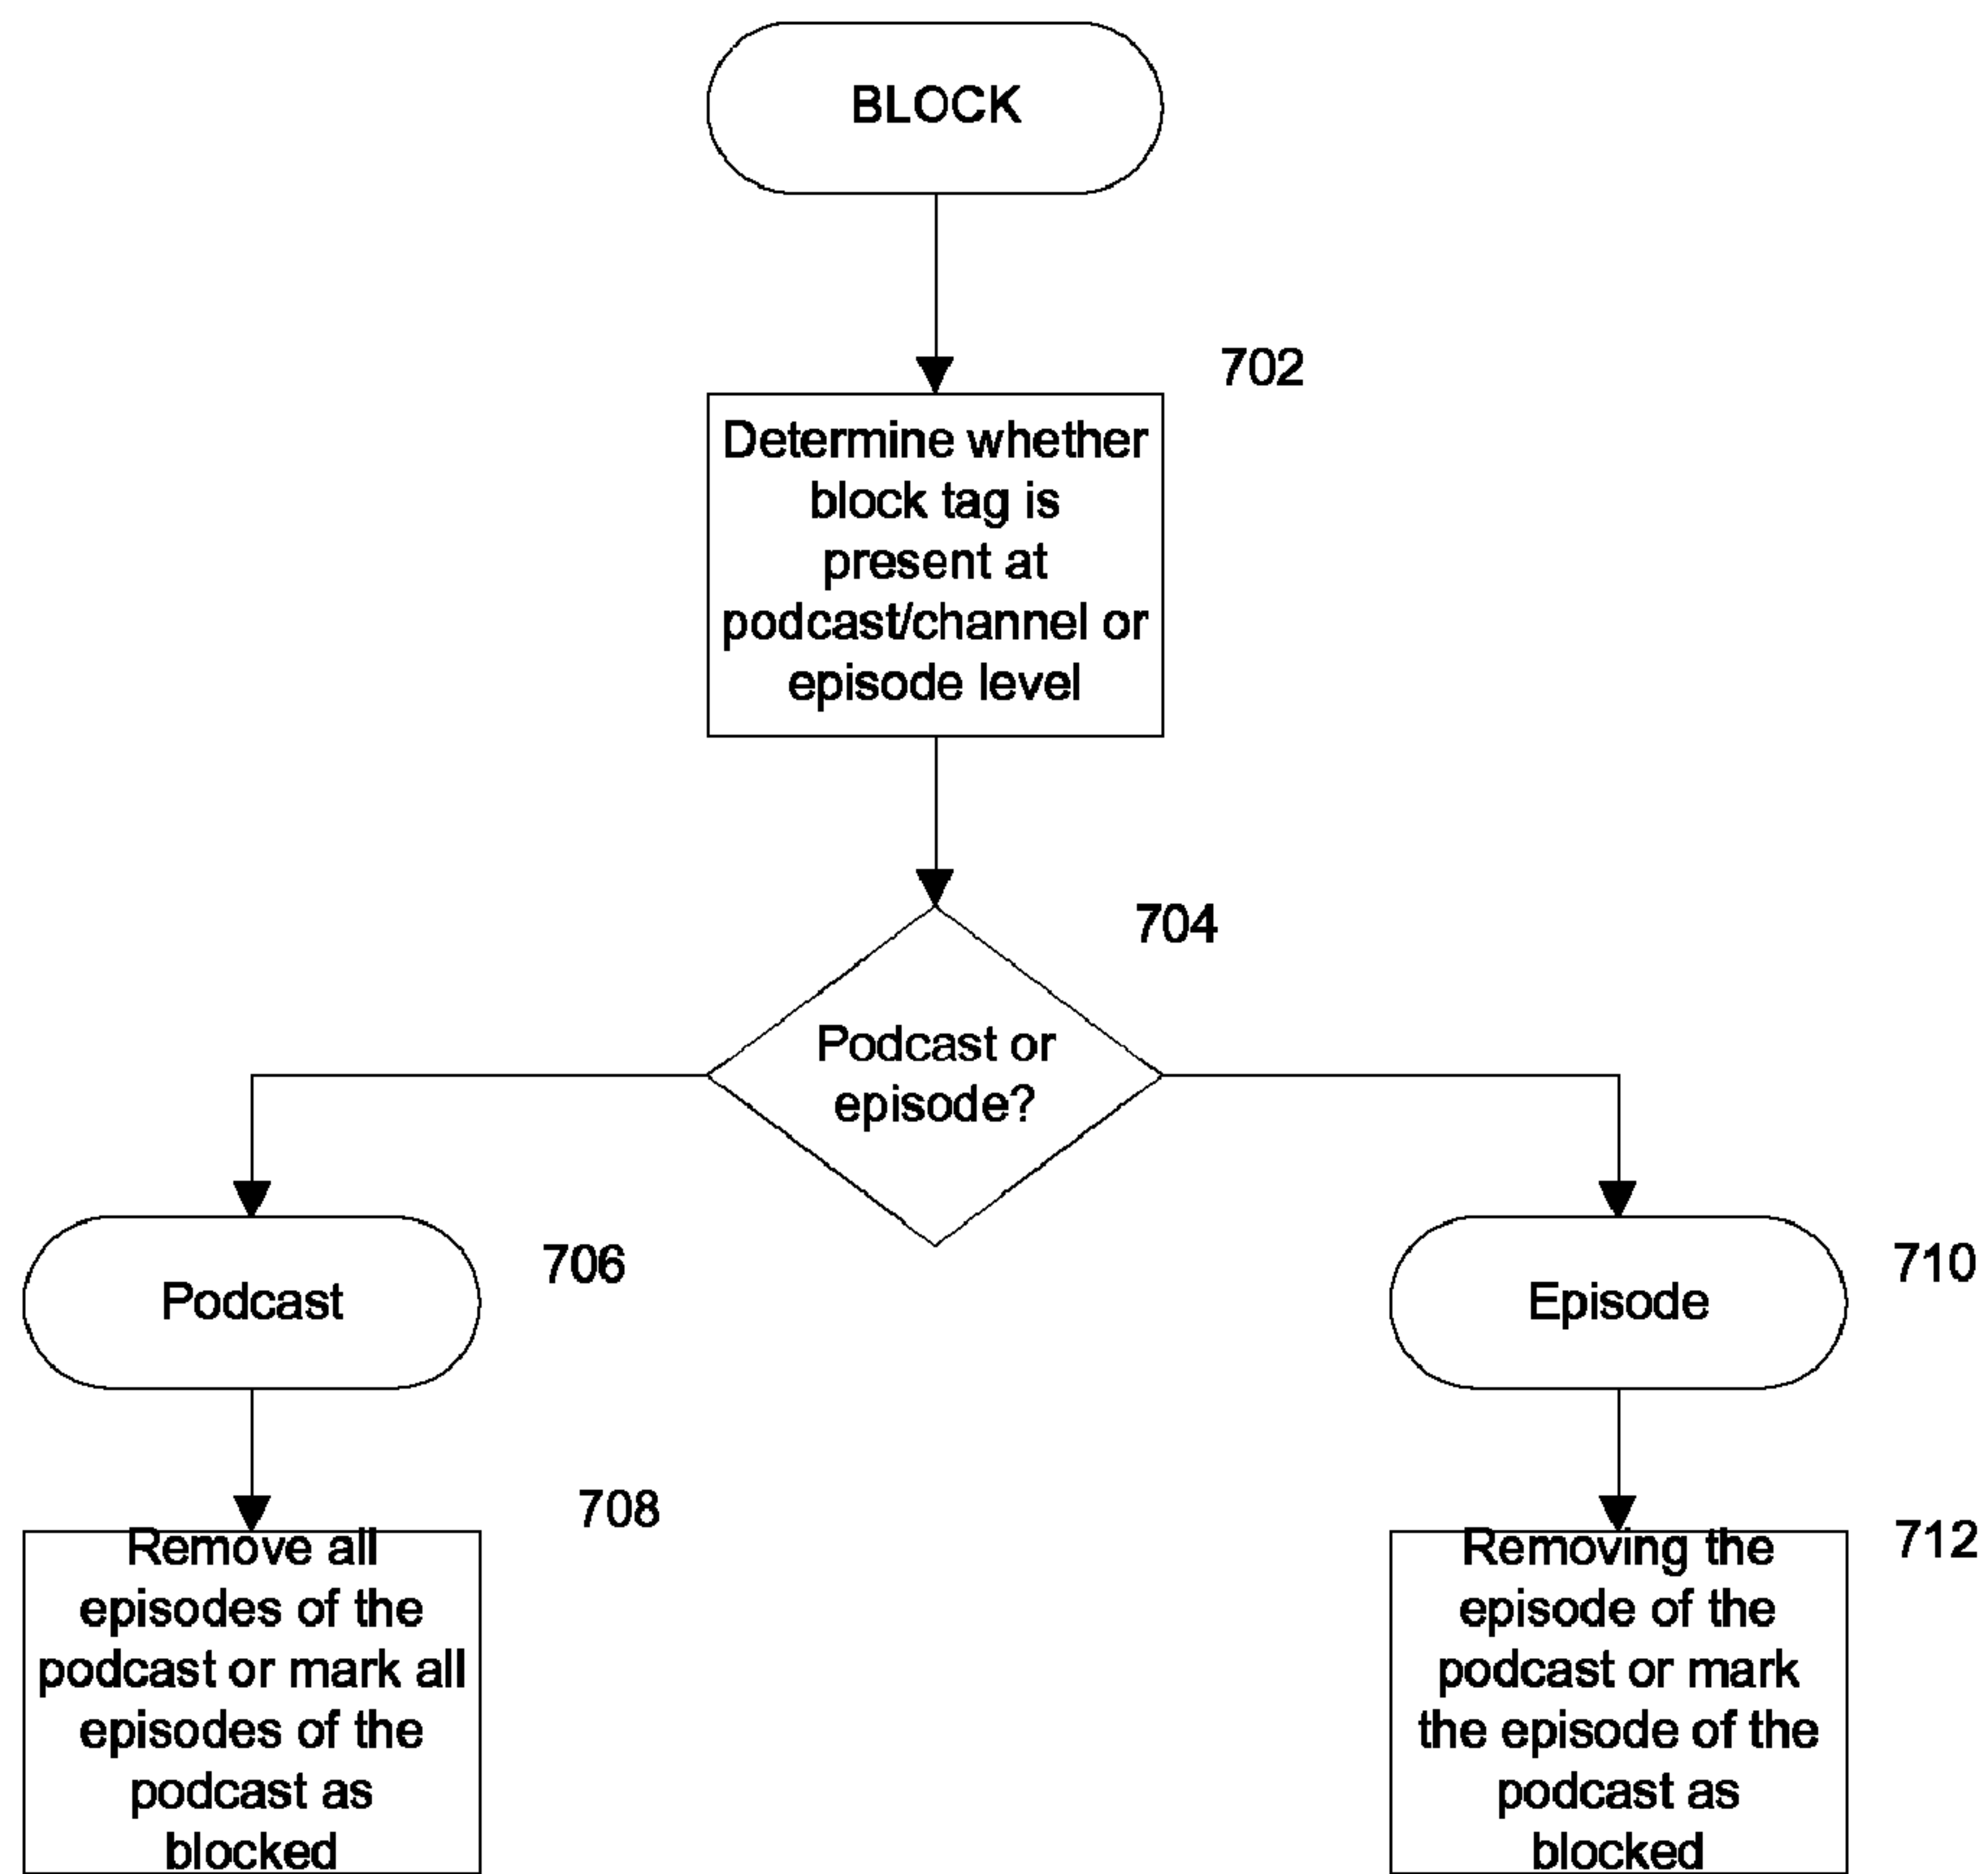 BLOCK
702
Determine whether
block tag is
present at
podcast/channel or
episode level
704
Podcast or
episode?
706
Podcast
710
Episode
708
Remove all
episodes of the
podcast or mark all
episodes of the
podcast as
blocked
712
Removing the
episode of the
podcast or mark
the episode of the
podcast as
blocked